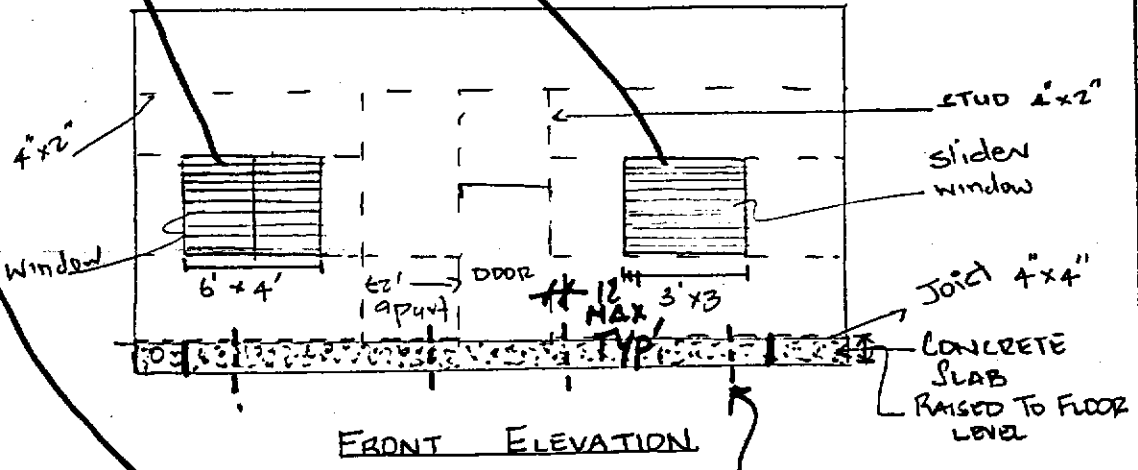 4"x2"
STUD 4"x2"
slider
window
window
6' x 4'
±2'
apart
DOOR
12"
MAX
TYP'
3' x 3
Joist 4"x4"
CONCRETE
SLAB
RAISED TO FLOOR
LEVEL
FRONT ELEVATION